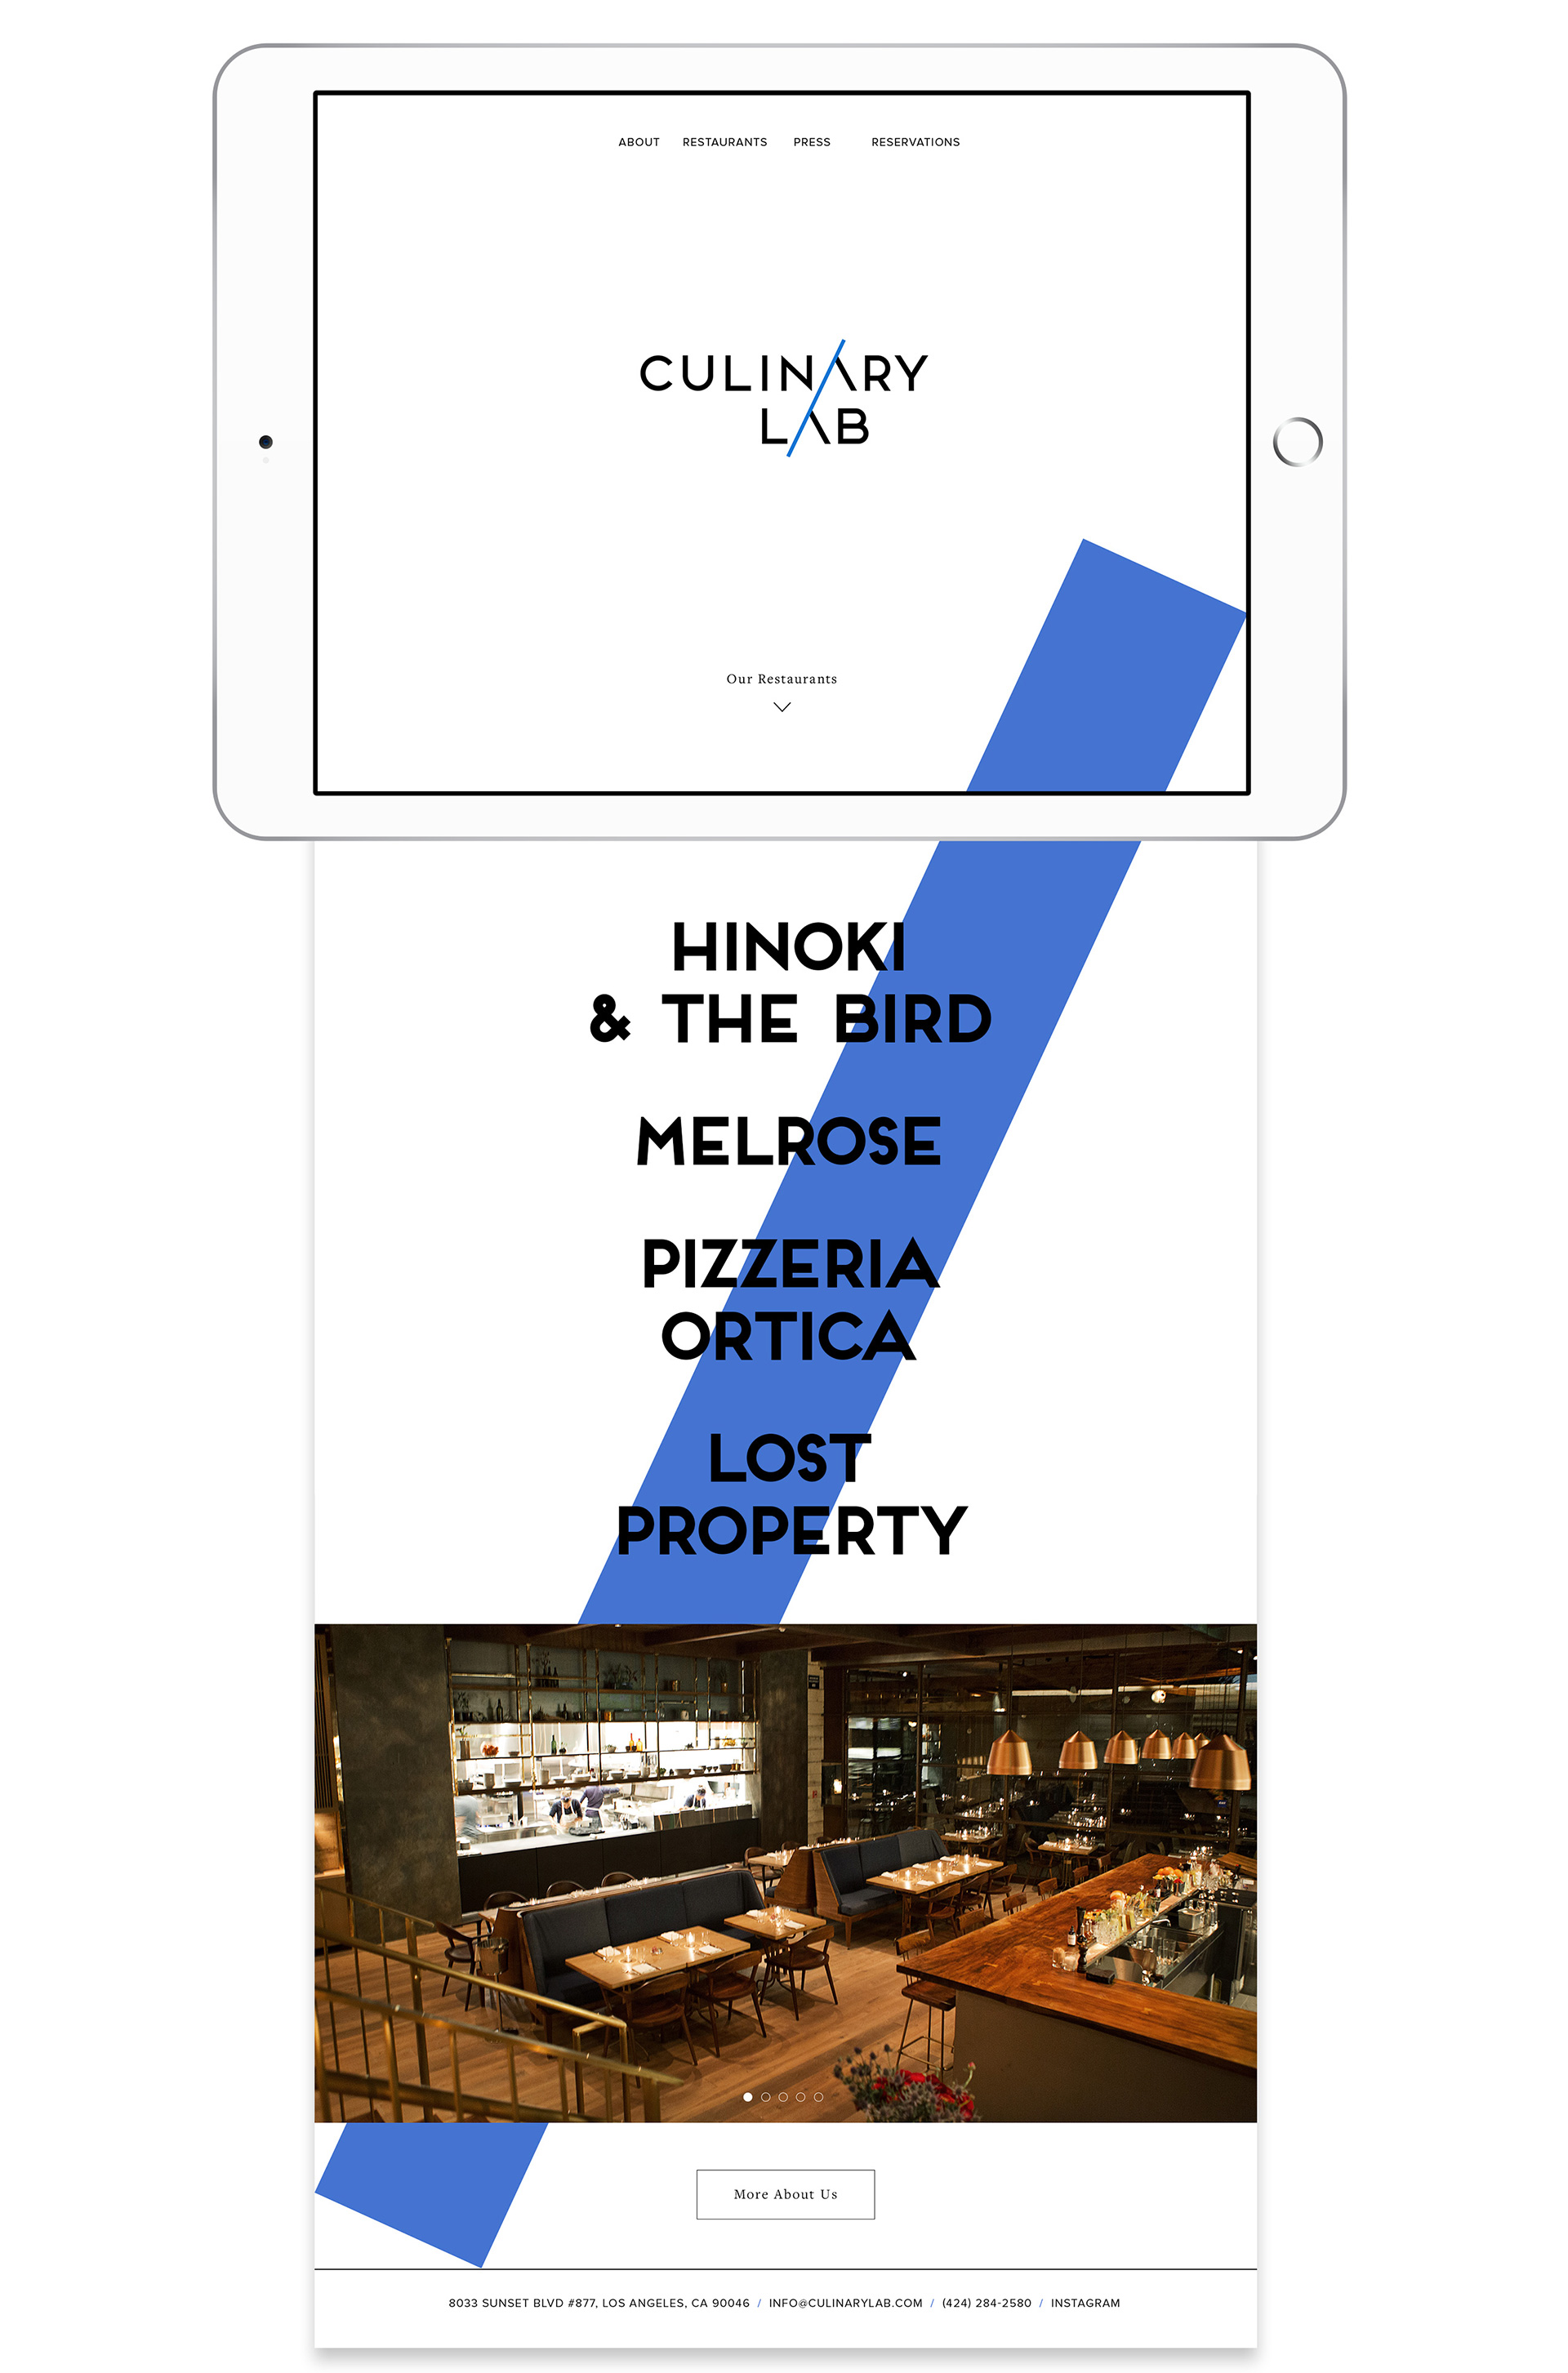 ABOUT RESTAURANTS PRESS RESERVATIONS
CULINARY
LAB
Our Restaurants
HINOKI
& THE BIRD
MELROSE
PIZZERIA
ORTICA
LOST
PROPERTY
More About Us
8033 SUNSET BLVD #877, LOS ANGELES, CA 90046 / INFO@CULINARYLAB.COM / (424) 284-2580 / INSTAGRAM